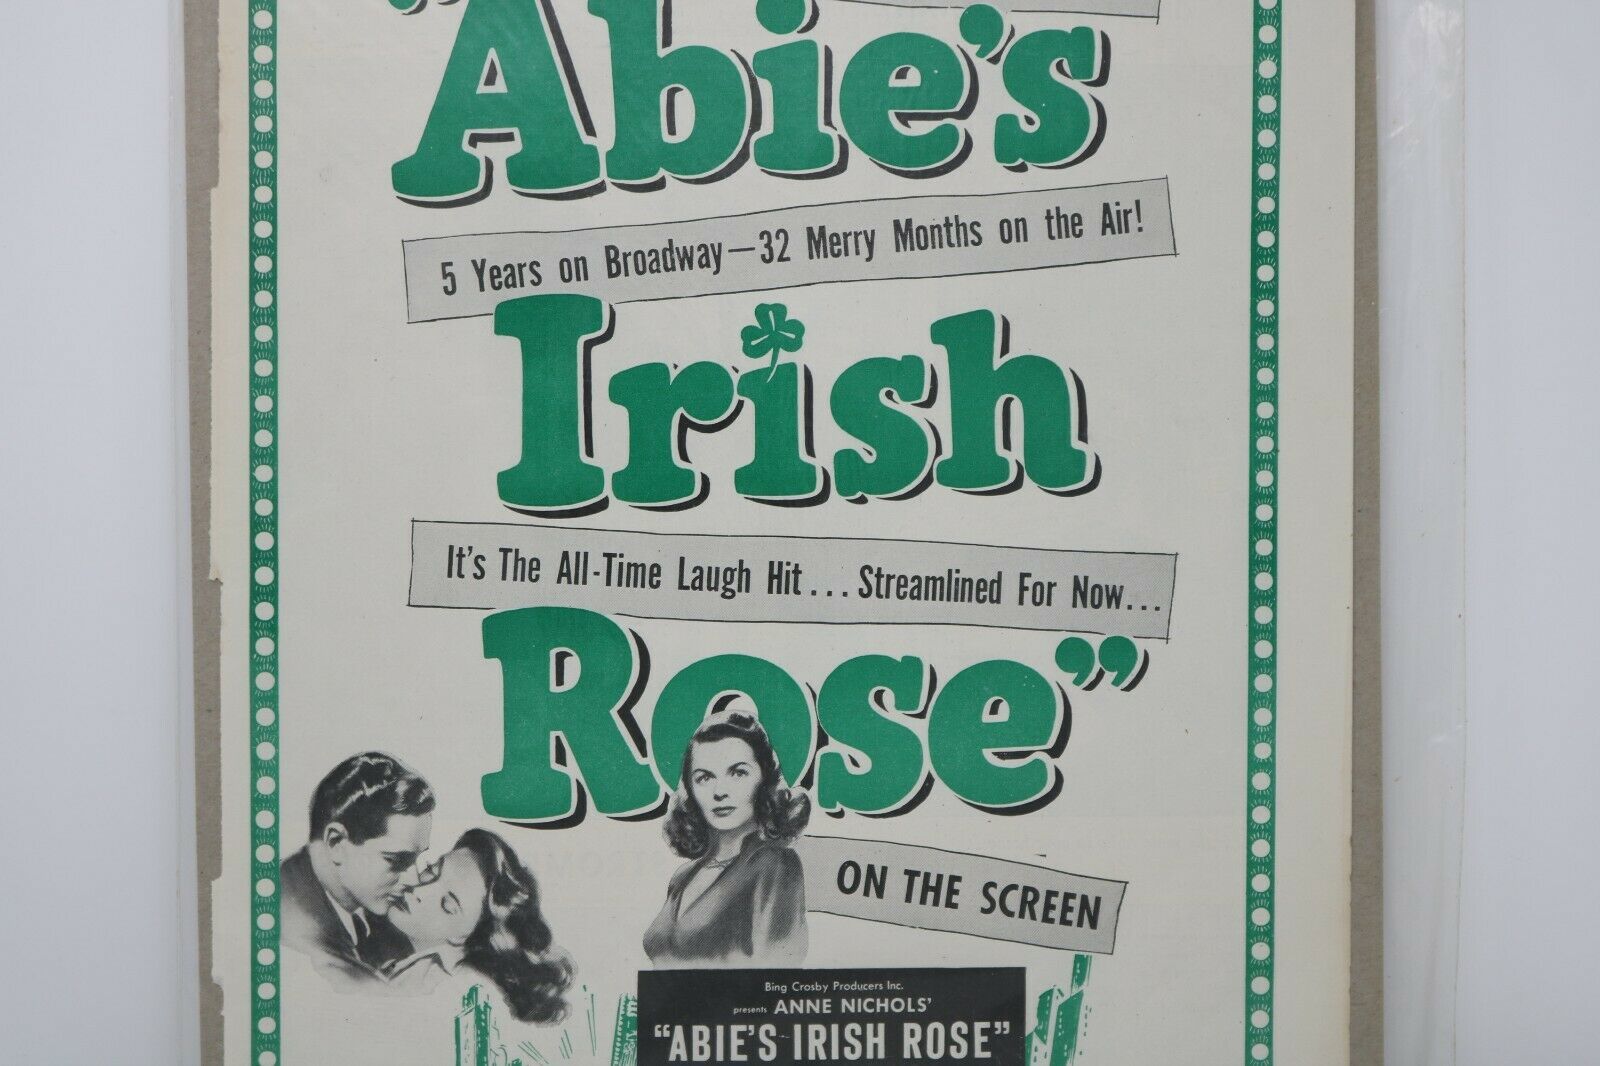 "Abie's
5 Years on Broadway—32 Merry Months on the Air!
Irish
It's The All-Time Laugh Hit... Streamlined For Now...
Rose"
ON THE SCREEN
Bing Crosby Producers Inc.
presents ANNE NICHOLS'
"ABIE'S IRISH ROSE"